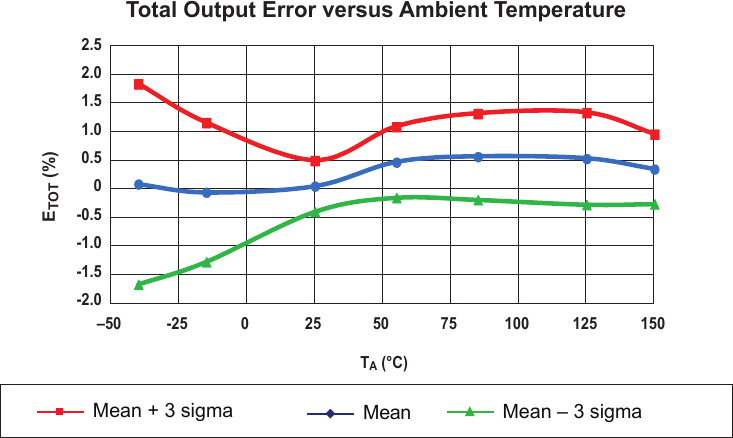 Total Output Error versus Ambient Temperature
2.5
2.0
1.5
1.0
0.5
0
-0.5
-1.0
-1.5
-2.0
ETOT (%)
–50 -25 0 25 50 75 100 125 150
TA (°C)
Mean + 3 sigma Mean Mean – 3 sigma